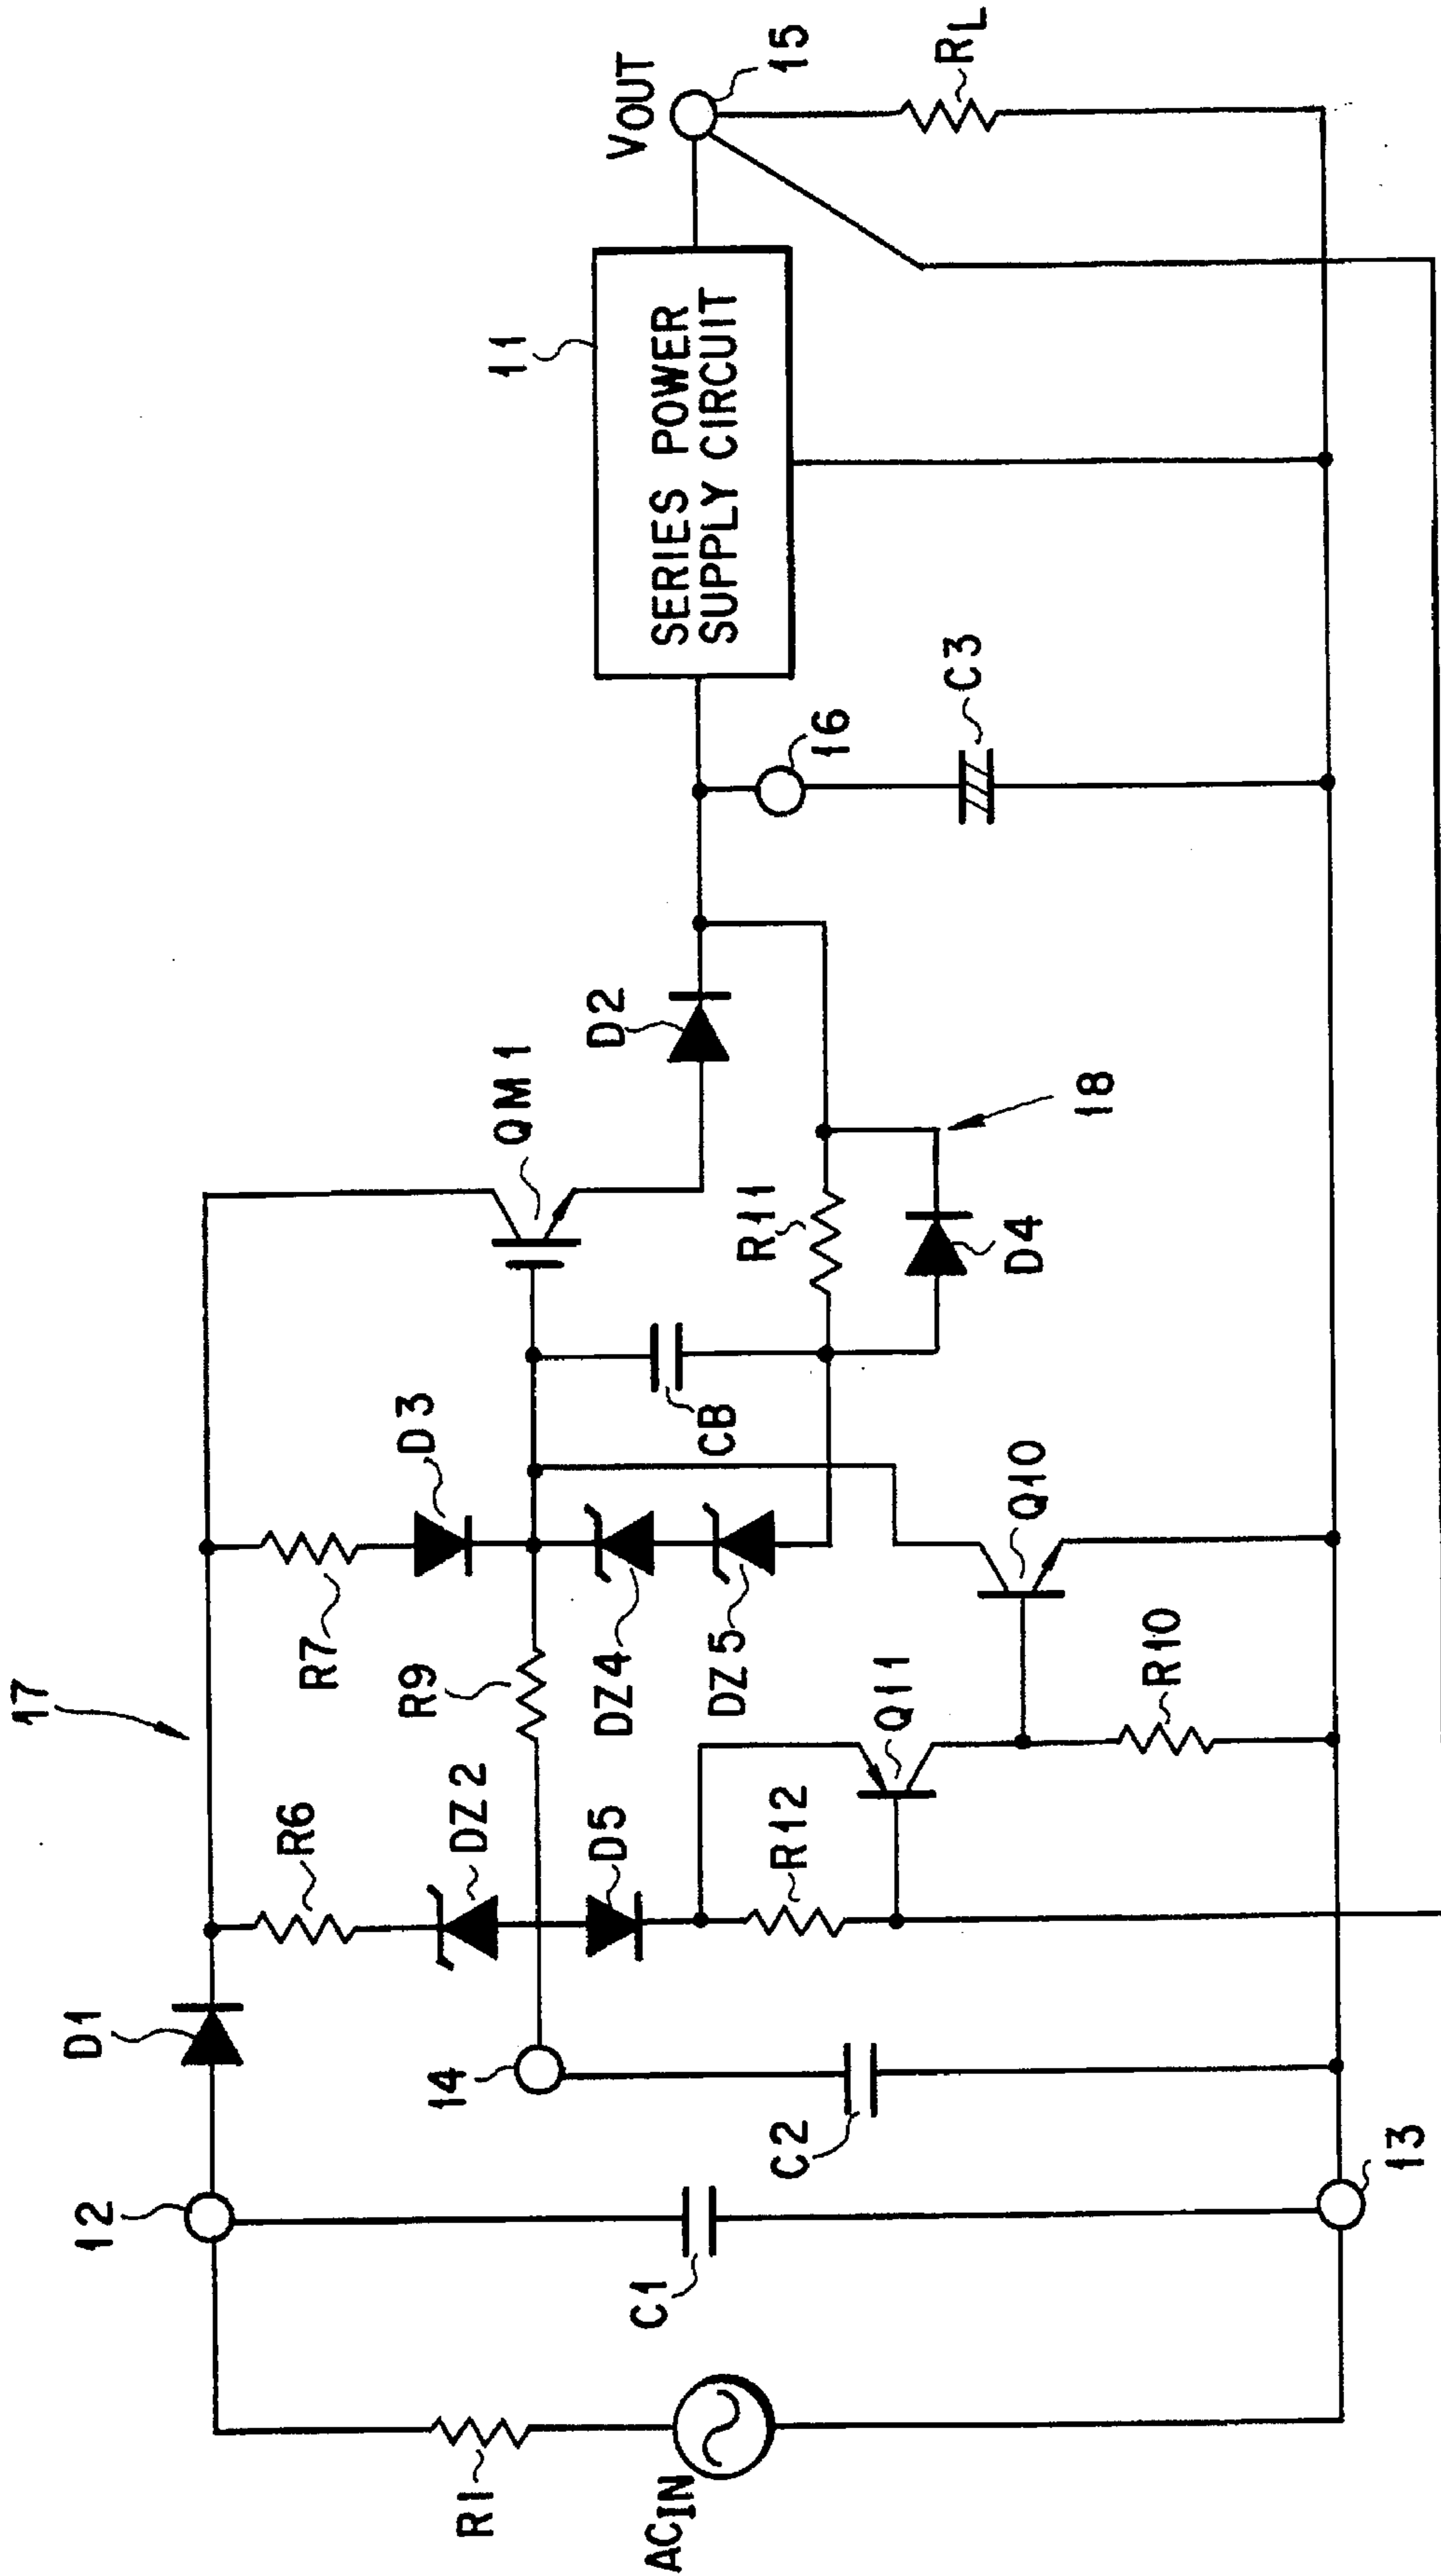 17
D1
R6
R7
D3
QM1
D2
11
SERIES POWER
SUPPLY CIRCUIT
VOUT
15
12
14
DZ2
R9
DZ4
DZ5
D5
CB
R11
D4
18
16
C3
RL
R1
ACIN
C1
C2
R12
Q11
Q10
R10
13